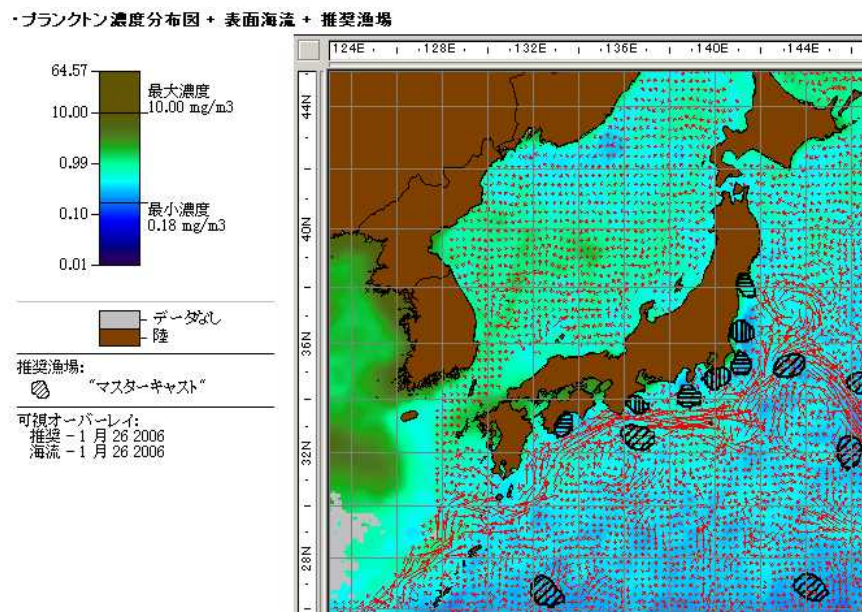 ・プランクトン濃度分布図 + 表面海流 + 推奨漁場
64.57
10.00
0.99
0.10
0.01
最大濃度
10.00 mg/m3
最小濃度
0.18 mg/m3
データなし
陸
推奨漁場:
"マスターキャスト"
可視オーバーレイ:
推奨 - 1 月 26 2006
海流 - 1 月 26 2006
124E 128E 132E 136E 140E 144E
44N
40N
36N
32N
28N